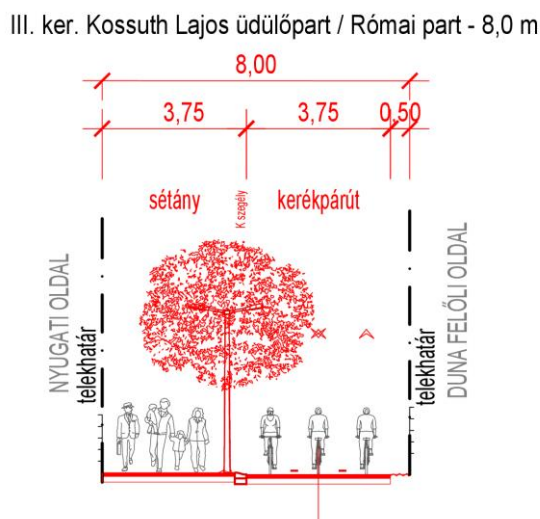 III. ker. Kossuth Lajos üdülőpart / Római part - 8,0 m
8,00
3,75
3,75
0,50
sétány
K szegély
kerékpárút
NYUGATI OLDAL
telekhatár
telekhatár
DUNA FELŐLI OLDAL